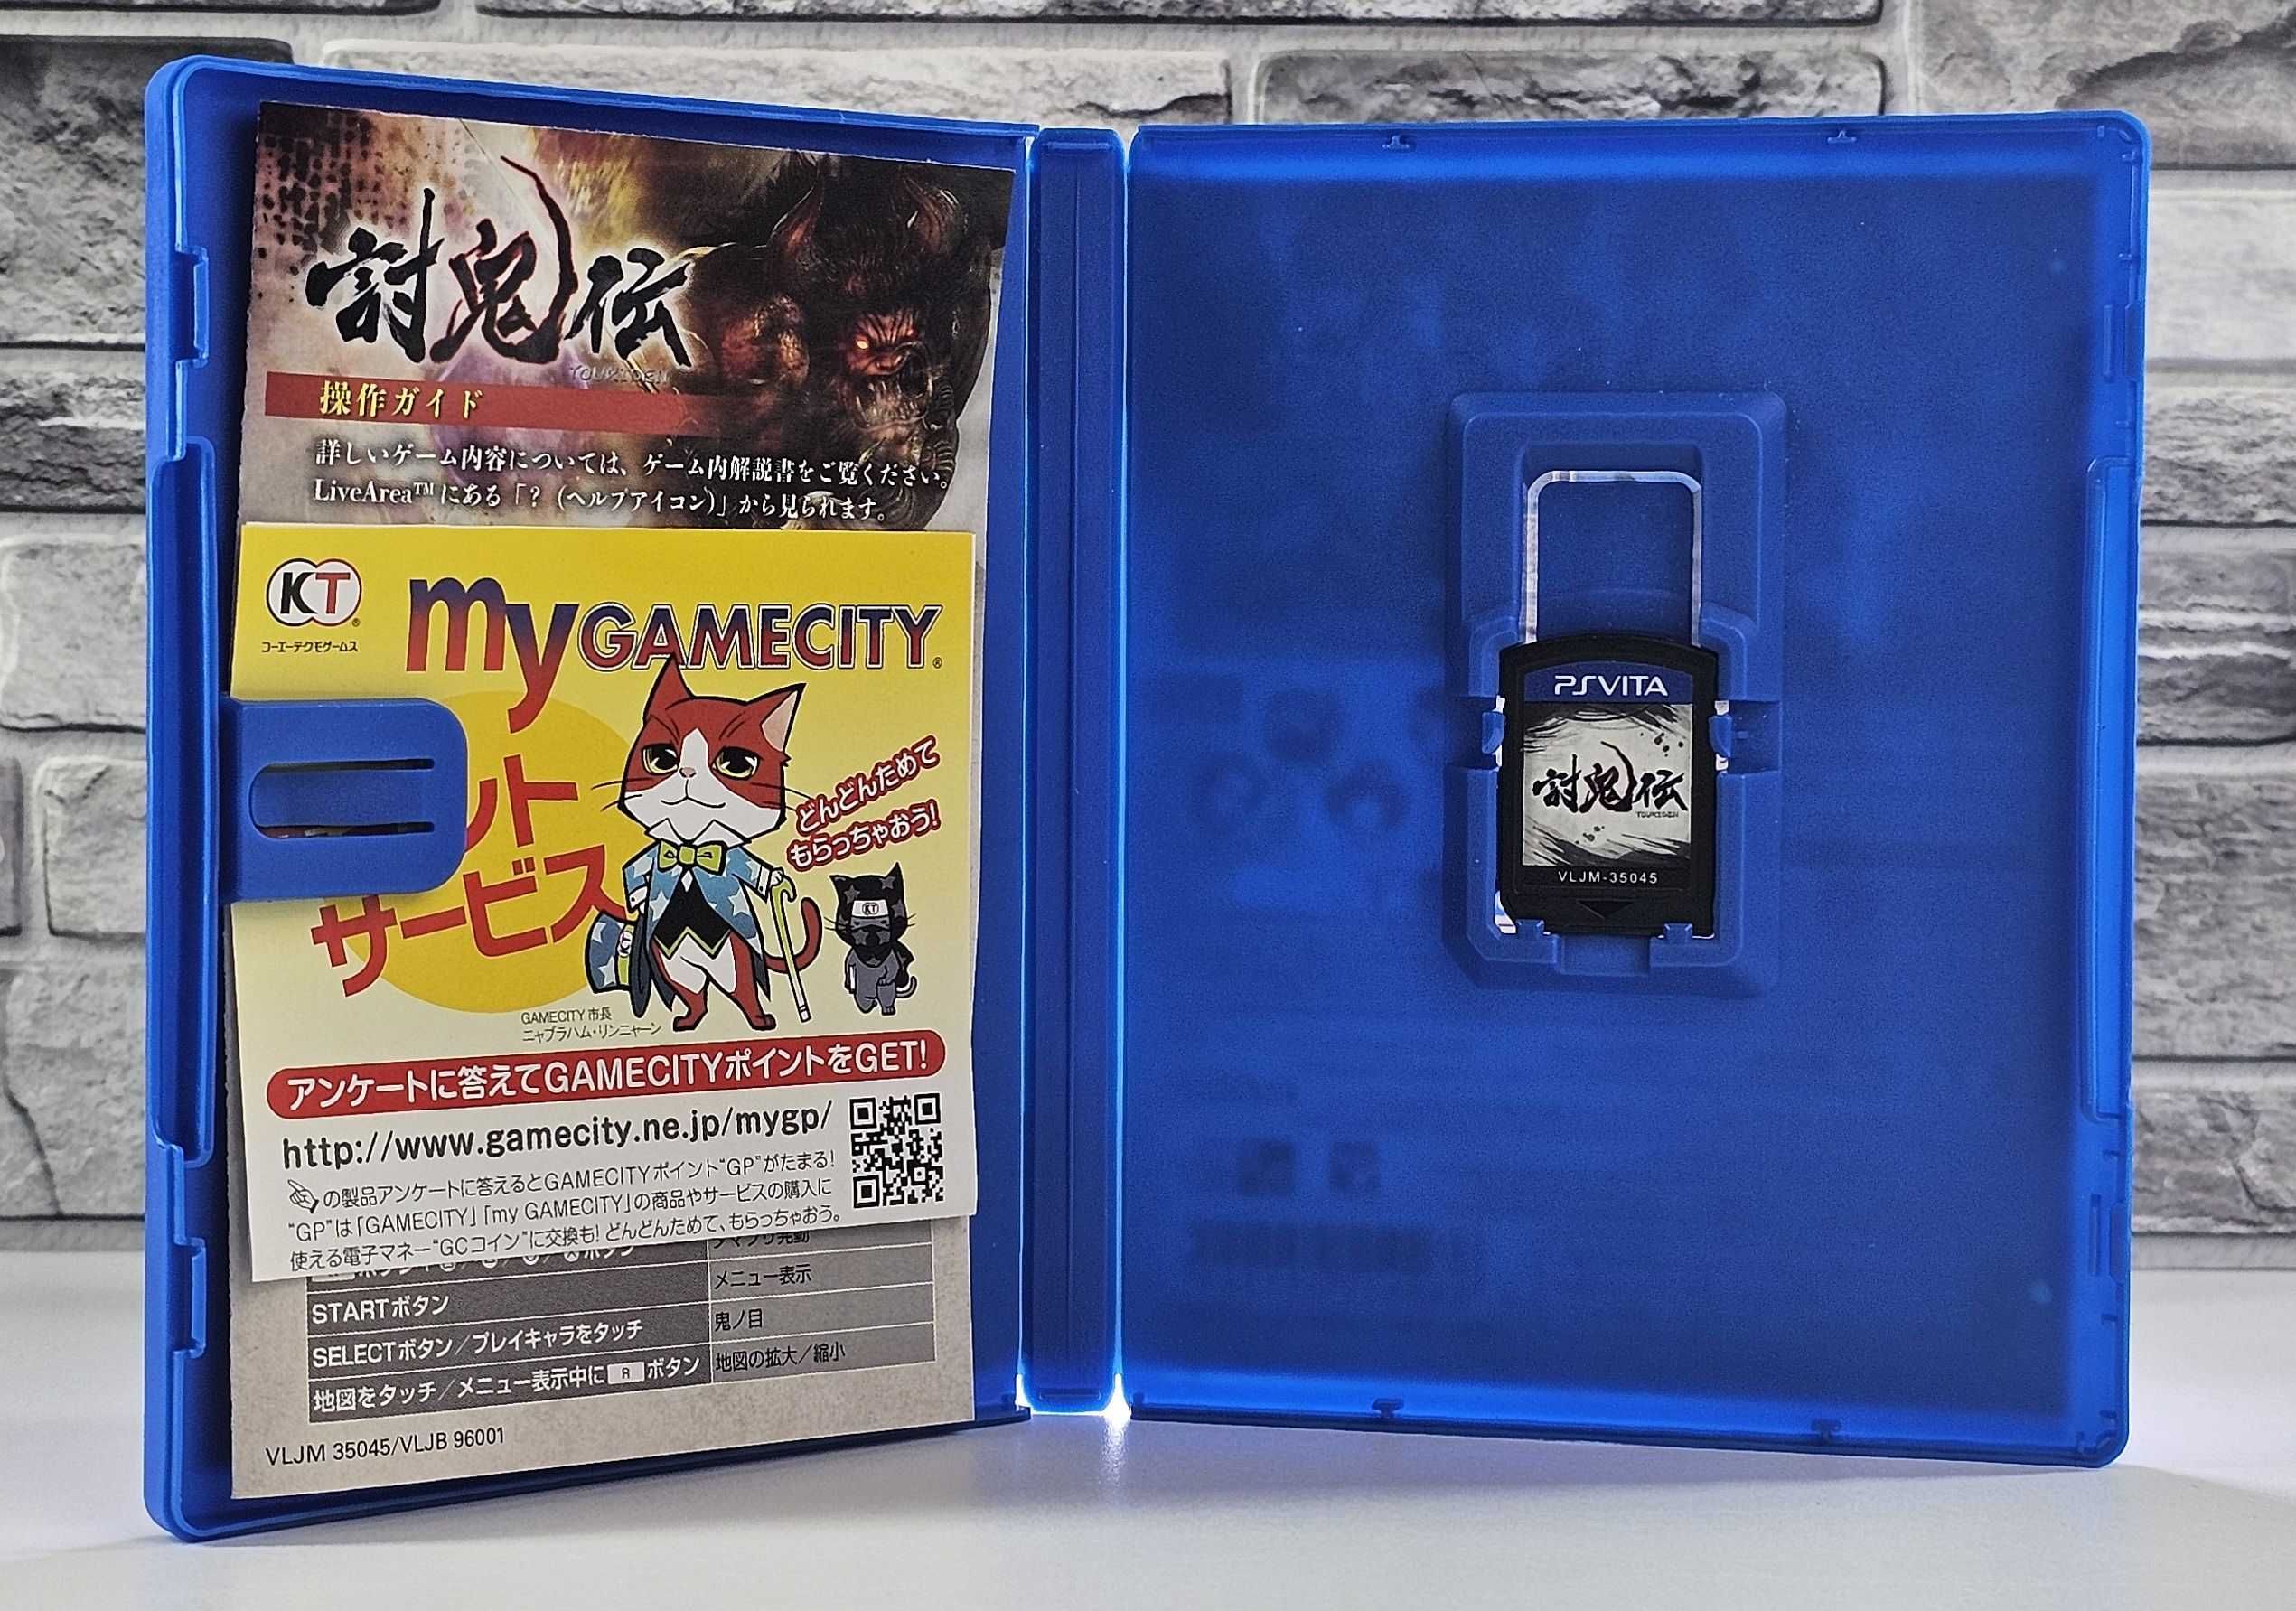 討鬼伝
TOUKIDEN
操作ガイド
詳しいゲーム内容については、ゲーム内解説書をご覧ください。
LiveArea™にある「?（ヘルプアイコン）」から見られます。
KT
®
コーエーテクモゲームス
my GAMECITY®
ント
サービス
どんどんためて
もらっちゃおう!
KT
KT
GAMECITY 市長
ニャブラハム・リンニャーン
アンケートに答えてGAMECITYポイントをGET!
http://www.gamecity.ne.jp/mygp/
の製品アンケートに答えるとGAMECITYポイント“GP”がたまる!
“GP”は「GAMECITY」「my GAMECITY」の商品やサービスの購入に
使える電子マネー“GCコイン”に交換も! どんどんためて、もらっちゃおう。
タマフリ発動
STARTボタン メニュー表示
SELECTボタン／プレイキャラをタッチ 鬼ノ目
地図をタッチ／メニュー表示中に R ボタン 地図の拡大／縮小
VLJM 35045/VLJB 96001
PSVITA
討鬼伝
TOUKIDEN
VLJM-35045